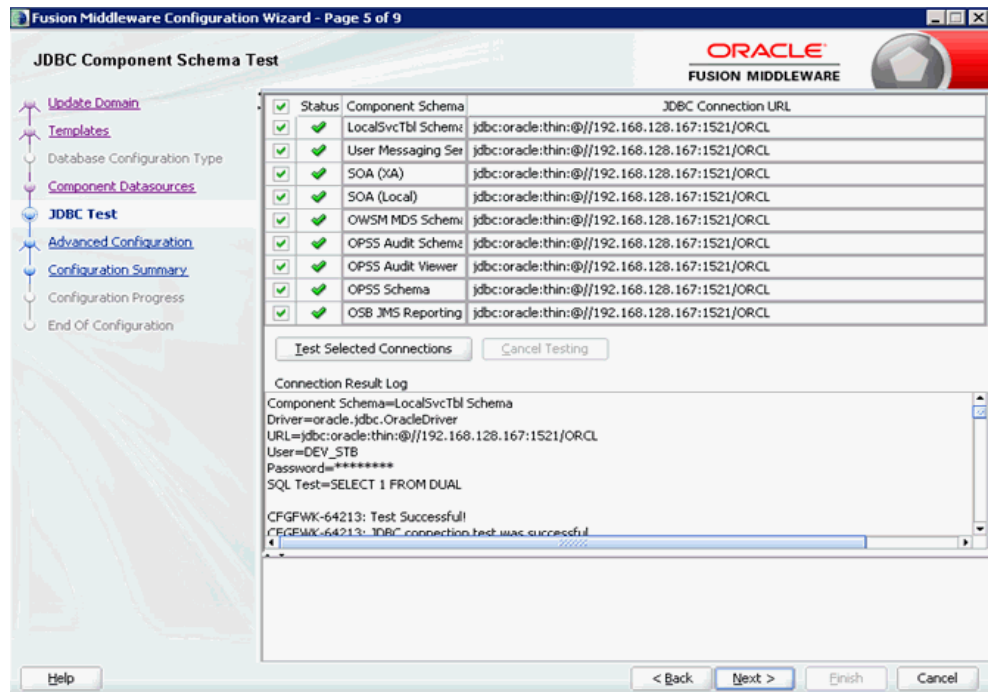 Fusion Middleware Configuration Wizard - Page 5 of 9
JDBC Component Schema Test
ORACLE
FUSION MIDDLEWARE
Update Domain
Templates
Database Configuration Type
Component Datasources
JDBC Test
Advanced Configuration
Configuration Summary
Configuration Progress
End Of Configuration
Status Component Schema JDBC Connection URL
LocalSvcTbl Schema jdbc:oracle:thin:@//192.168.128.167:1521/ORCL
User Messaging Ser jdbc:oracle:thin:@//192.168.128.167:1521/ORCL
SOA (XA) jdbc:oracle:thin:@//192.168.128.167:1521/ORCL
SOA (Local) jdbc:oracle:thin:@//192.168.128.167:1521/ORCL
OWSM MDS Schema jdbc:oracle:thin:@//192.168.128.167:1521/ORCL
OPSS Audit Schema jdbc:oracle:thin:@//192.168.128.167:1521/ORCL
OPSS Audit Viewer jdbc:oracle:thin:@//192.168.128.167:1521/ORCL
OPSS Schema jdbc:oracle:thin:@//192.168.128.167:1521/ORCL
OSB JMS Reporting jdbc:oracle:thin:@//192.168.128.167:1521/ORCL
Test Selected Connections Cancel Testing
Connection Result Log
Component Schema=LocalSvcTbl Schema
Driver=oracle.jdbc.OracleDriver
URL=jdbc:oracle:thin:@//192.168.128.167:1521/ORCL
User=DEV_STB
Password=********
SQL Test=SELECT 1 FROM DUAL
CFGFWK-64213: Test Successful!
CFGFWK-64213: JDBC connection test was successful
Help < Back Next > Finish Cancel